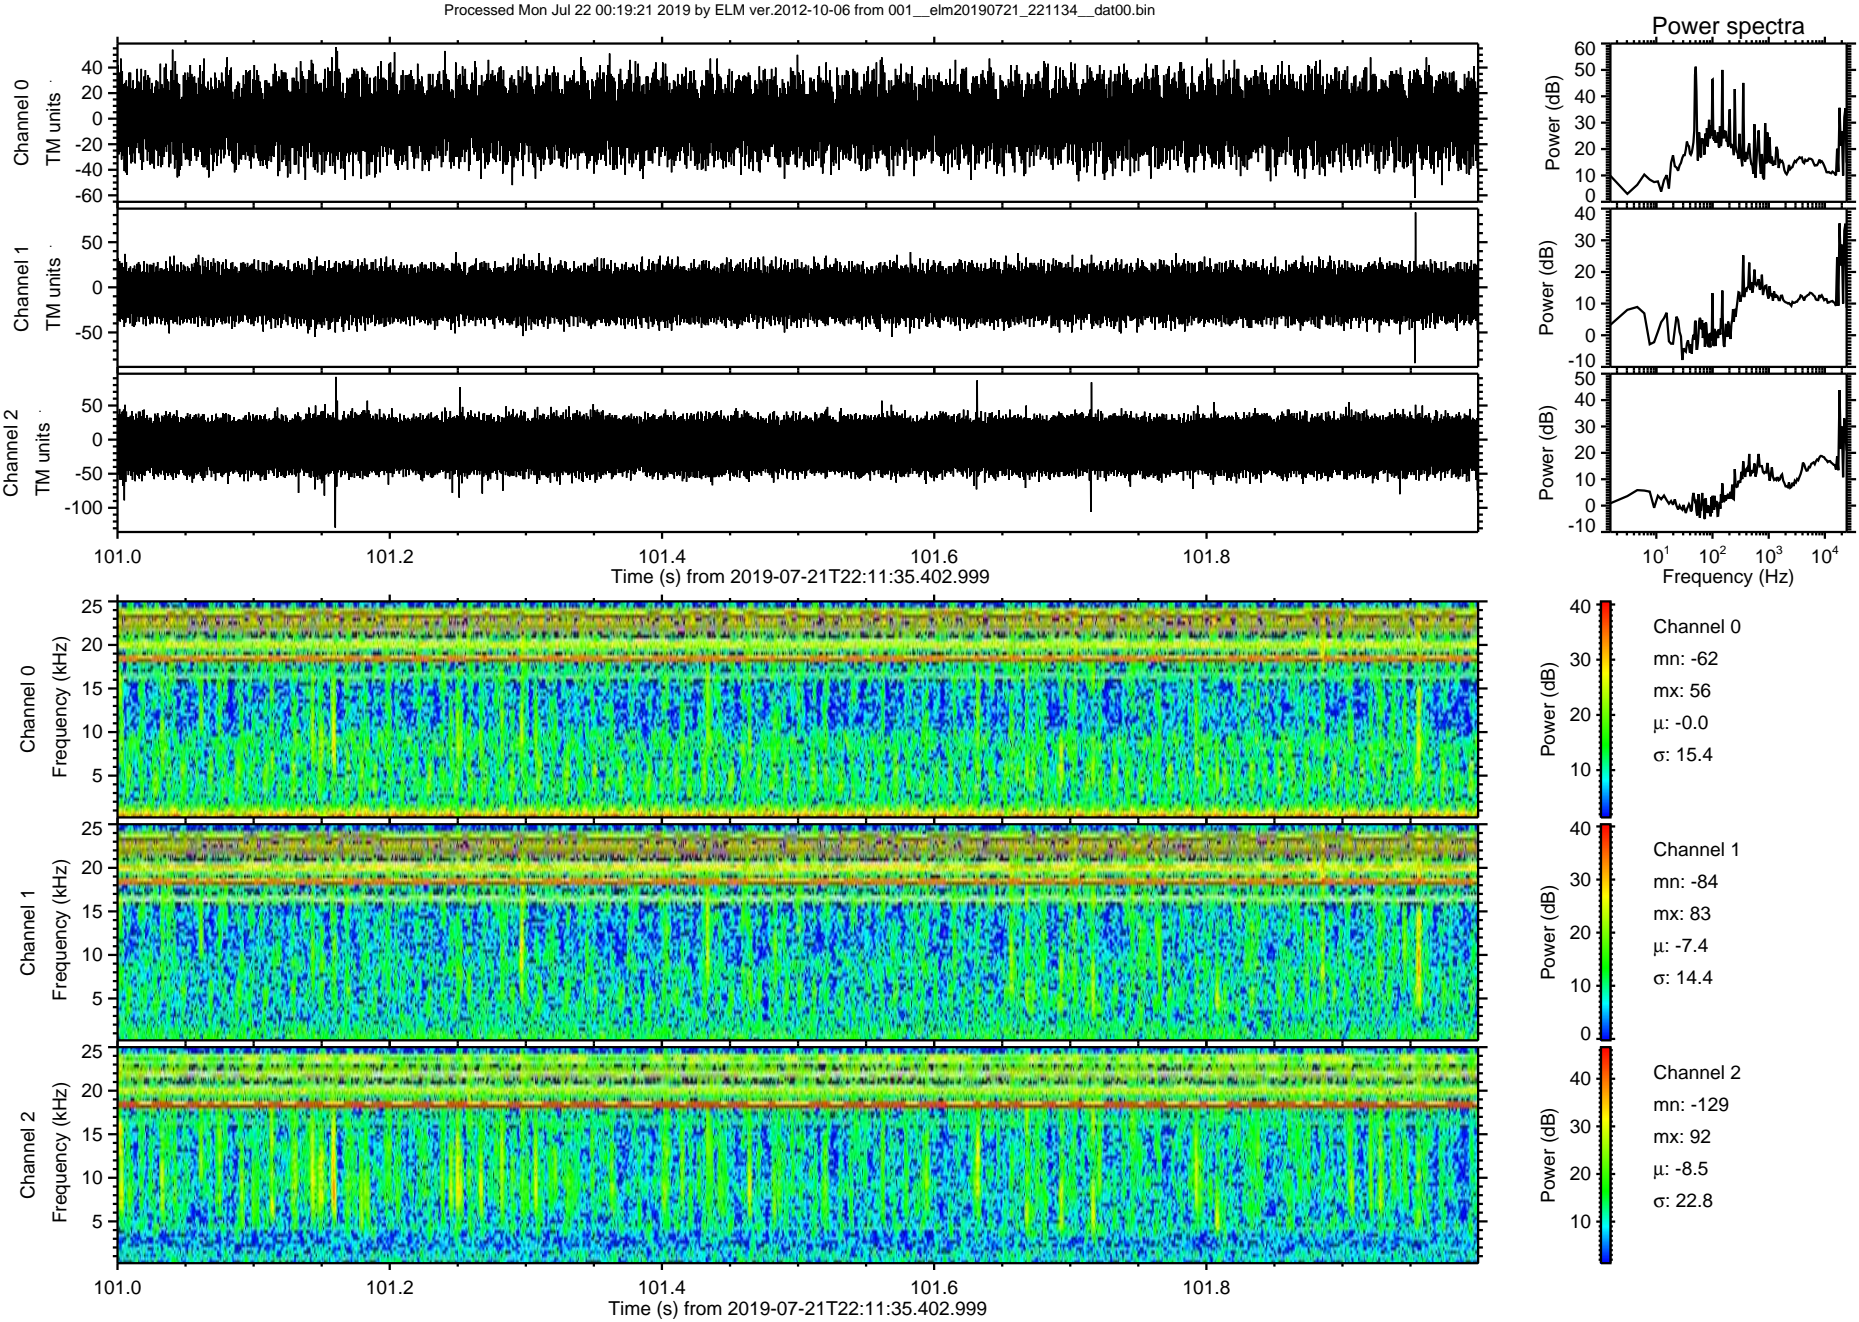 Processed Mon Jul 22 00:19:21 2019 by ELM ver.2012-10-06 from 001__elm20190721_221134__dat00.bin
Power spectra
Channel 0
TM units
40
20
0
-20
-40
-60
Power (dB)
60
50
40
30
20
10
0
Channel 1
TM units
50
0
-50
Power (dB)
40
30
20
10
0
-10
Channel 2
TM units
50
0
-50
-100
Power (dB)
50
40
30
20
10
0
-10
101.0 101.2 101.4 101.6 101.8
Time (s) from 2019-07-21T22:11:35.402.999
10¹ 10² 10³ 10⁴
Frequency (Hz)
Channel 0
Frequency (kHz)
25
20
15
10
5
Power (dB)
40
30
20
10
Channel 0
mn: -62
mx: 56
μ: -0.0
σ: 15.4
Channel 1
Frequency (kHz)
25
20
15
10
5
Power (dB)
40
30
20
10
0
Channel 1
mn: -84
mx: 83
μ: -7.4
σ: 14.4
Channel 2
Frequency (kHz)
25
20
15
10
5
Power (dB)
40
30
20
10
Channel 2
mn: -129
mx: 92
μ: -8.5
σ: 22.8
101.0 101.2 101.4 101.6 101.8
Time (s) from 2019-07-21T22:11:35.402.999